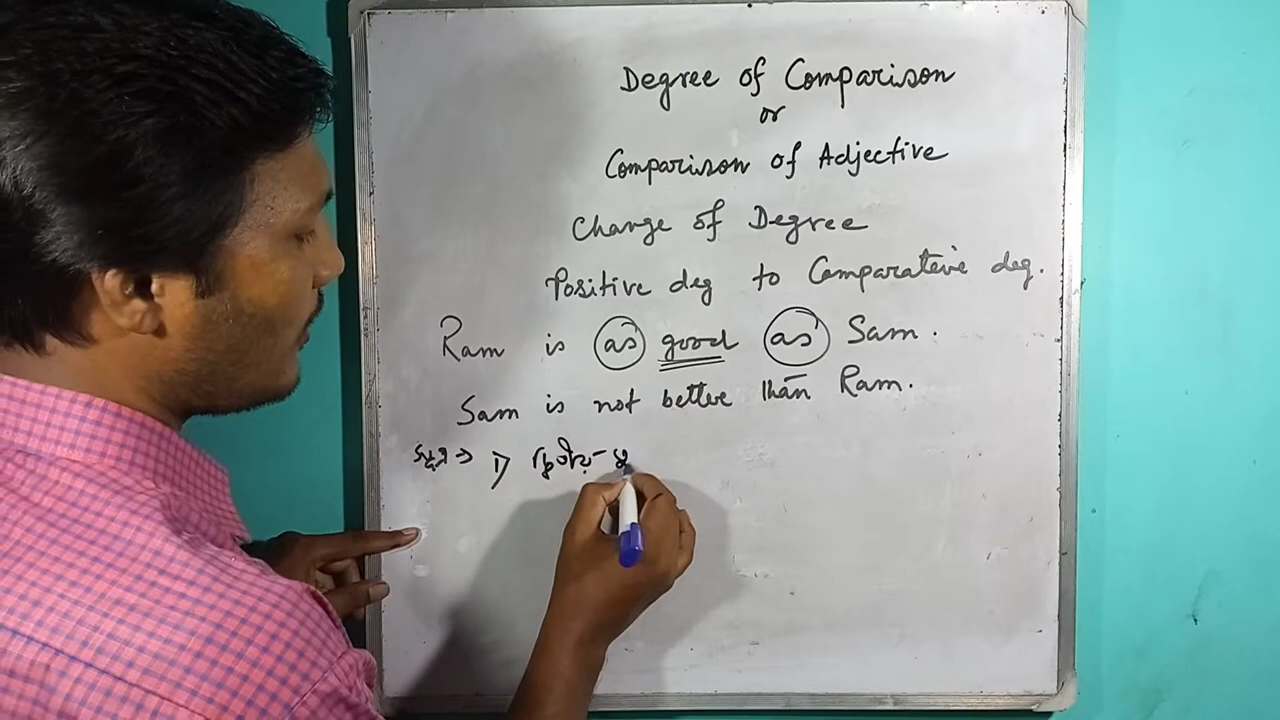 Degree of Comparison
or
Comparison of Adjective
Change of Degree
Positive deg to Comparative deg.
Ram is as good as Sam.
Sam is not better than Ram.
সূত্র → 1) দ্বিতীয়-